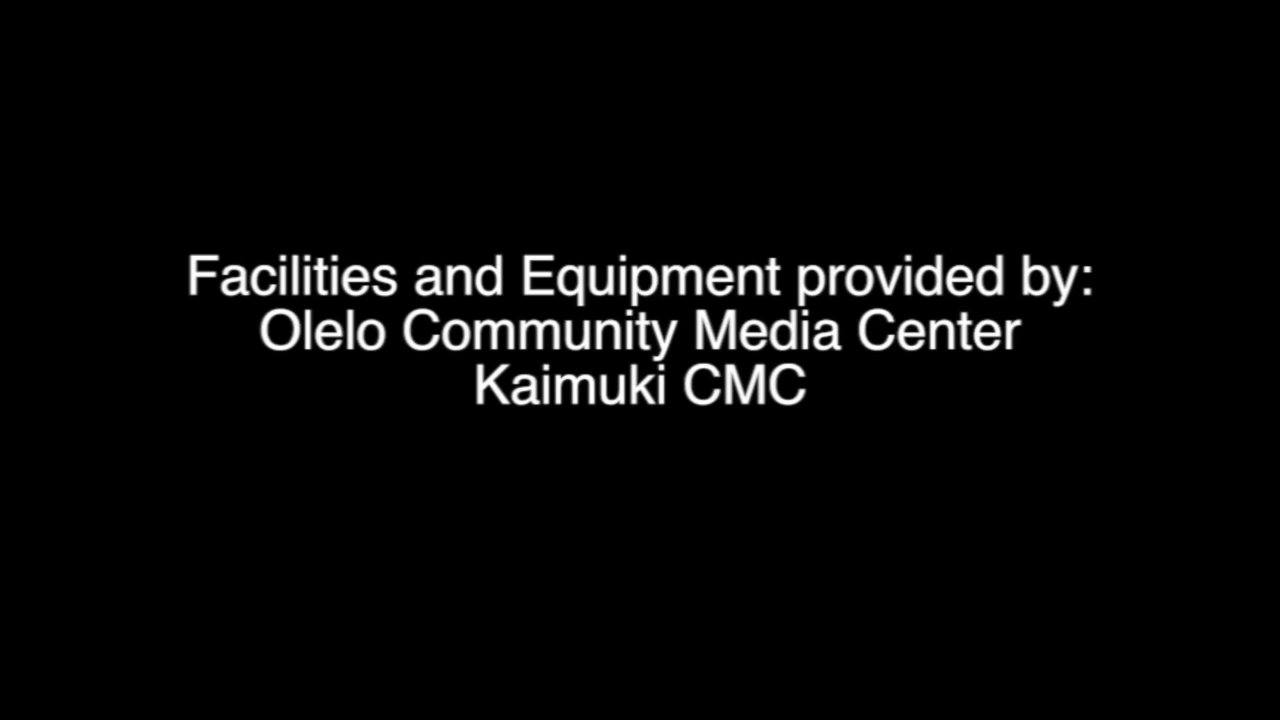 Facilities and Equipment provided by:
Olelo Community Media Center
Kaimuki CMC